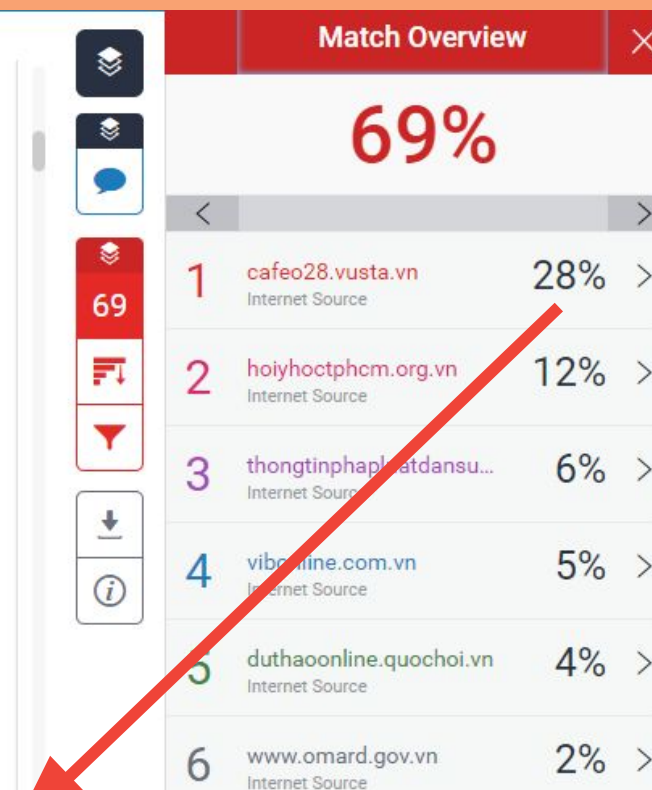 Match Overview
69%
69
1 cafeo28.vusta.vn 28%
Internet Source
2 hoiyhoctphcm.org.vn 12%
Internet Source
3 6%
Internet Source
4 5%
Internet Source
5 duthaoonline.quochoi.vn 4%
Internet Source
6 www.omard.gov.vn 2%
Internet Source